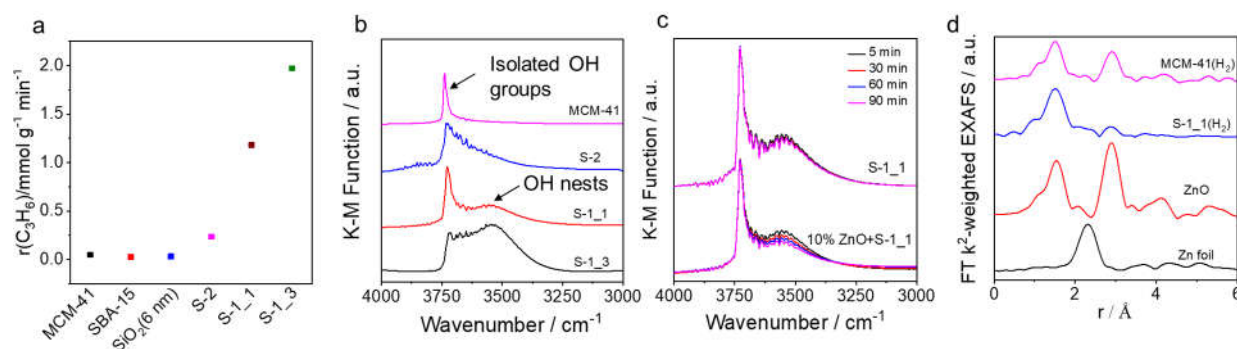 a
r(C₃H₆)/mmol g⁻¹ min⁻¹
2.0
1.5
1.0
0.5
0.0
MCM-41
SBA-15
SiO₂(6 nm)
S-2
S-1_1
S-1_3
b
K-M Function / a.u.
Isolated OH
groups
MCM-41
S-2
OH nests
S-1_1
S-1_3
4000
3750
3500
3250
3000
Wavenumber / cm⁻¹
c
K-M Function / a.u.
5 min
30 min
60 min
90 min
S-1_1
10% ZnO+S-1_1
4000
3750
3500
3250
3000
Wavenumber / cm⁻¹
d
FT k²-weighted EXAFS / a.u.
MCM-41(H₂)
S-1_1(H₂)
ZnO
Zn foil
0
2
4
6
r / Å